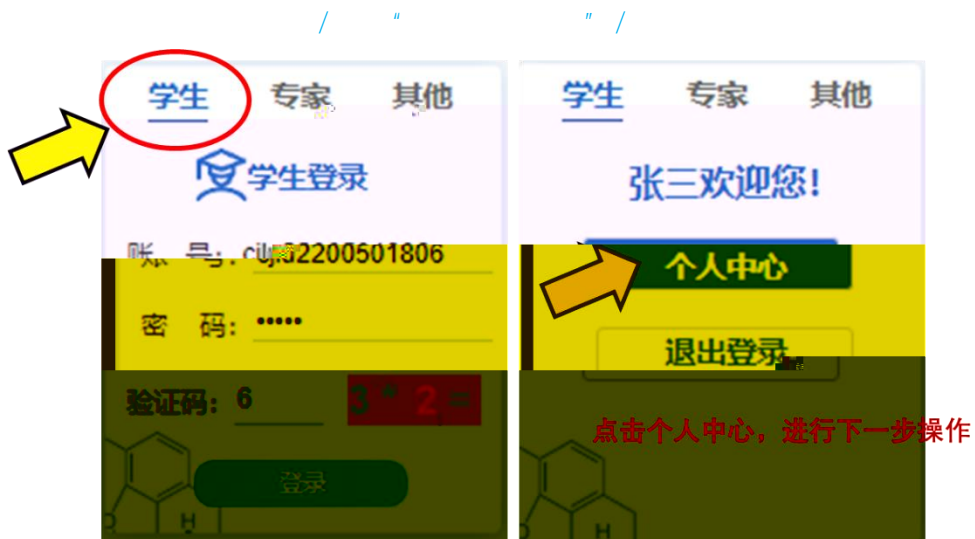 / " " /
学生 专家 其他
学生登录
账 号:
2200501806
密 码: •••••
验证码: 6
3 * 2 =
登录
学生 专家 其他
张三欢迎您!
个人中心
退出登录
点击个人中心，进行下一步操作
H
H